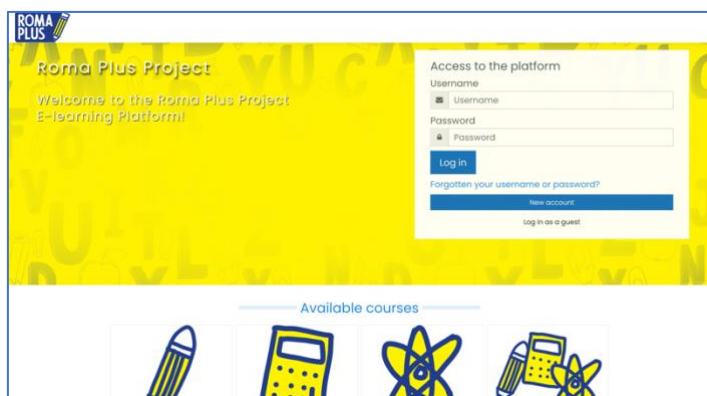 ROMA
PLUS
Roma Plus Project
Welcome to the Roma Plus Project
E-learning Platform!
Access to the platform
Username
Username
Password
Password
Log in
Forgotten your username or password?
New account
Log in as a guest
Available courses